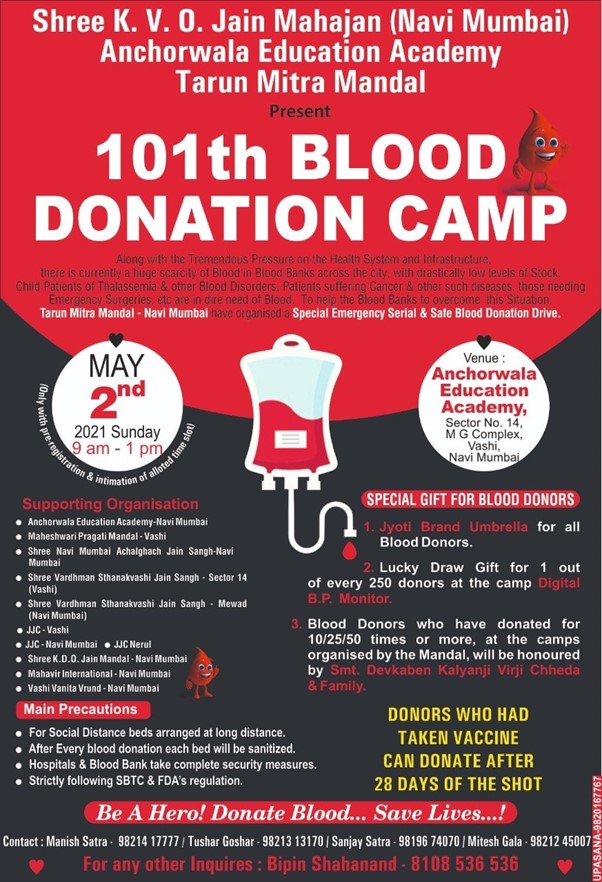 Shree K. V. O. Jain Mahajan (Navi Mumbai)
Anchorwala Education Academy
Tarun Mitra Mandal
Present
101th BLOOD
DONATION CAMP
Along with the Tremendous Pressure on the Health System and Infrastructure,
there is currently a huge scarcity of Blood in Blood Banks across the city, with drastically low levels of Stock.
Child Patients of Thalassemia & other Blood Disorders, Patients suffering Cancer & other such diseases, those needing
Emergency Surgeries, etc are in dire need of Blood. To help the Blood Banks to overcome this Situation.
Tarun Mitra Mandal - Navi Mumbai have organised a Special Emergency Serial & Safe Blood Donation Drive.
MAY
2nd
2021 Sunday
9 am - 1 pm
(Only with pre-registration & intimation of alloted time slot)
Venue :
Anchorwala
Education
Academy,
Sector No. 14,
M G Complex,
Vashi,
Navi Mumbai
Supporting Organisation
● Anchorwala Education Academy-Navi Mumbai
● Maheshwari Pragati Mandal - Vashi
● Shree Navi Mumbai Achalghach Jain Sangh-Navi
Mumbai
● Shree Vardhman Sthanakvashi Jain Sangh - Sector 14
(Vashi)
● Shree Vardhman Sthanakvashi Jain Sangh - Mewad
(Navi Mumbai)
● JJC - Vashi
● JJC - Navi Mumbai ● JJC Nerul
● Shree K.D.O. Jain Mandal - Navi Mumbai
● Mahavir International - Navi Mumbai
● Vashi Vanita Vrund - Navi Mumbai
Main Precautions
● For Social Distance beds arranged at long distance.
● After Every blood donation each bed will be sanitized.
● Hospitals & Blood Bank take complete security measures.
● Strictly following SBTC & FDA's regulation.
SPECIAL GIFT FOR BLOOD DONORS
1. Jyoti Brand Umbrella for all
Blood Donors.
2. Lucky Draw Gift for 1 out
of every 250 donors at the camp Digital
B.P. Monitor.
3. Blood Donors who have donated for
10/25/50 times or more, at the camps
organised by the Mandal, will be honoured
by Smt. Devkaben Kalyanji Virji Chheda
& Family.
DONORS WHO HAD
TAKEN VACCINE
CAN DONATE AFTER
28 DAYS OF THE SHOT
Be A Hero! Donate Blood... Save Lives...!
Contact : Manish Satra - 98214 17777 / Tushar Goshar - 98213 13170 / Sanjay Satra - 98196 74070 / Mitesh Gala - 98212 45007
For any other Inquires : Bipin Shahanand - 8108 536 536
UPASANA-9820167767